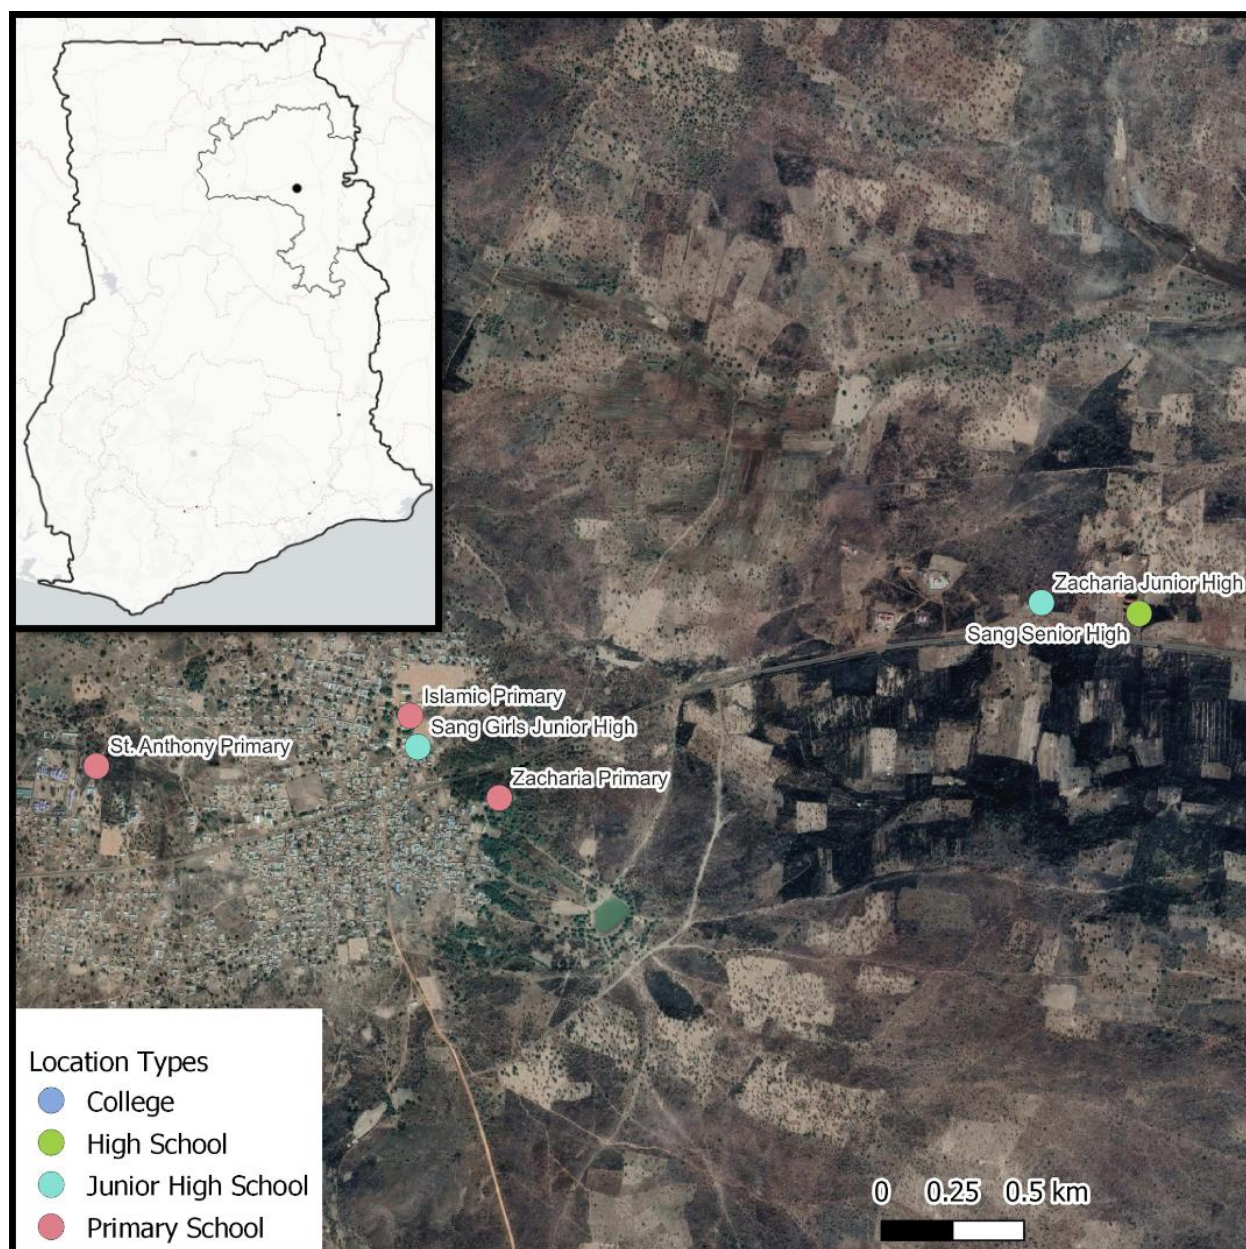 Zacharia Junior High
Sang Senior High
Islamic Primary
Sang Girls Junior High
St. Anthony Primary
Zacharia Primary
Location Types
College
High School
Junior High School
Primary School
0 0.25 0.5 km